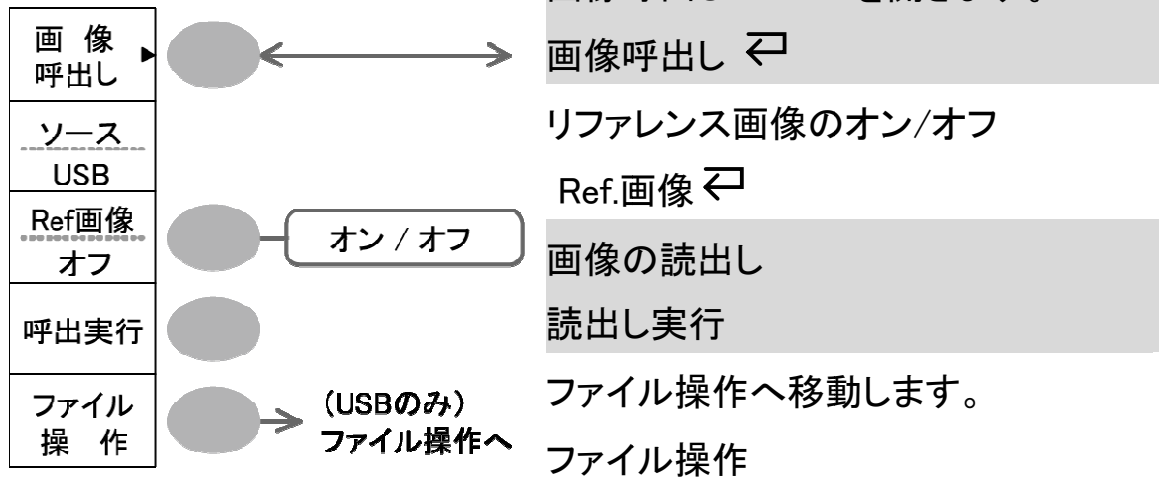 画 像
呼出し
画像呼出し
ソース
USB
リファレンス画像のオン/オフ
Ref.画像
Ref画像
オフ
オン / オフ
画像の読出し
呼出実行
読出し実行
ファイル
操 作
(USBのみ)
ファイル操作へ
ファイル操作へ移動します。
ファイル操作